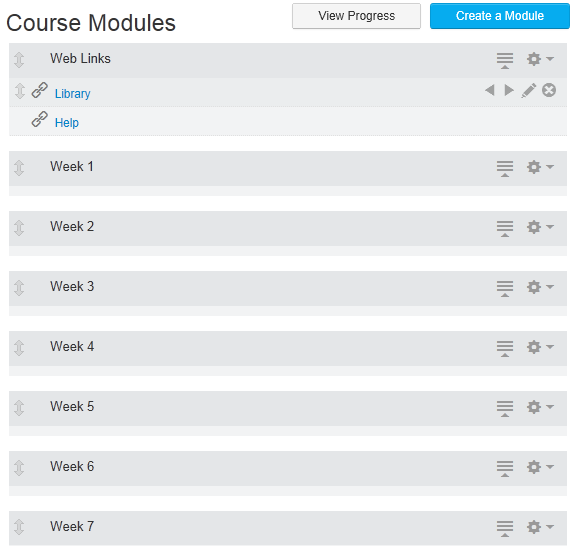 Course Modules
View Progress
Create a Module
Web Links
Library
Help
Week 1
Week 2
Week 3
Week 4
Week 5
Week 6
Week 7